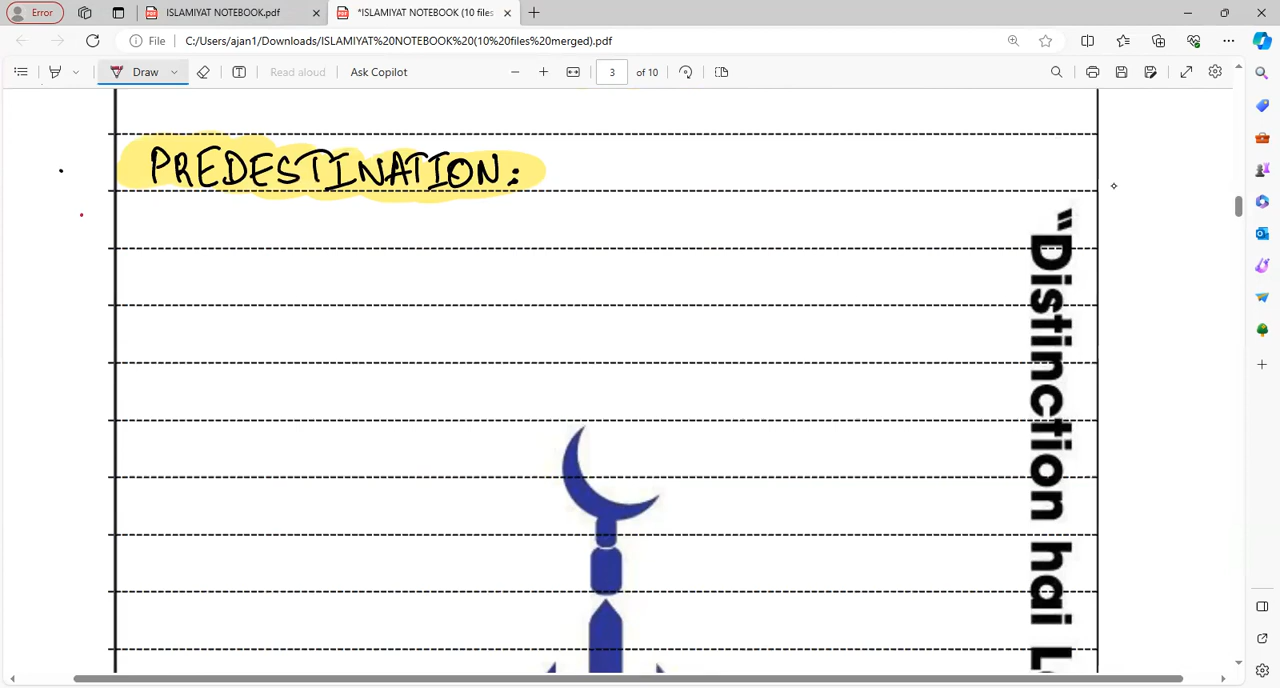 Error
ISLAMIYAT NOTEBOOK.pdf
*ISLAMIYAT NOTEBOOK (10 files
File
C:/Users/ajan1/Downloads/ISLAMIYAT%20NOTEBOOK%20(10%20files%20merged).pdf
Draw
Read aloud
Ask Copilot
3
of 10
PREDESTINATION:
"Distinction hai